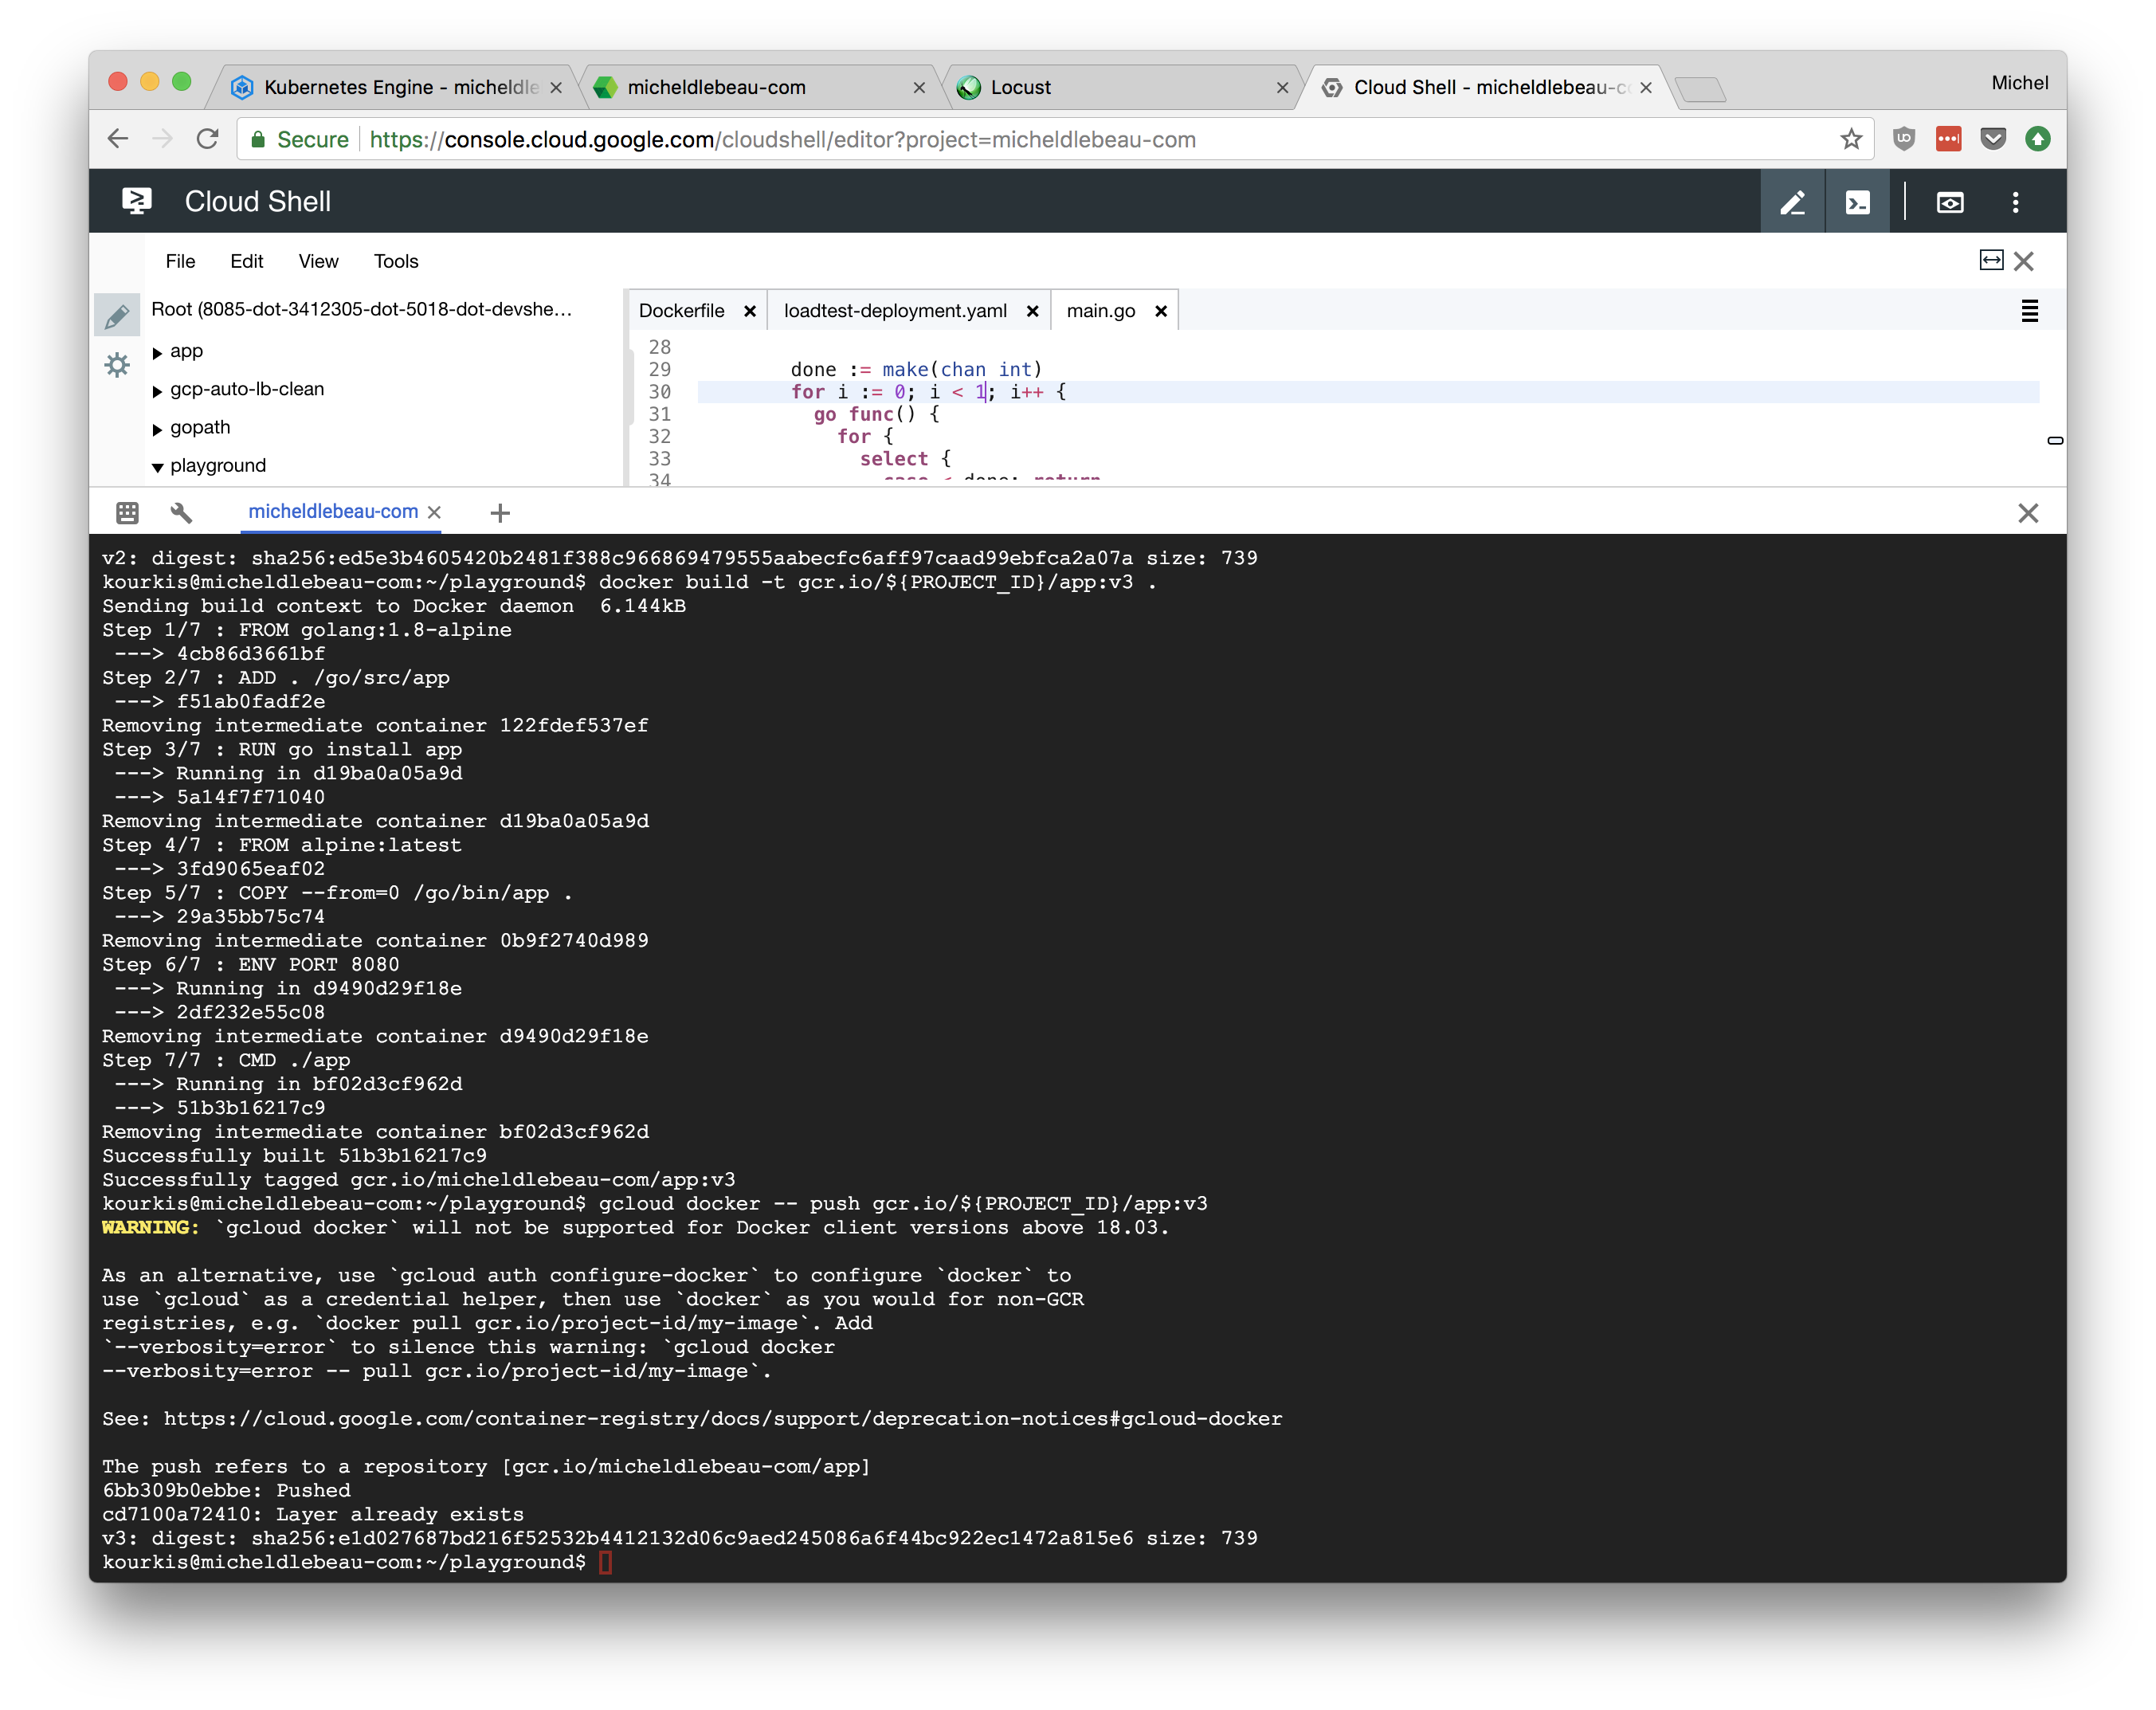 Kubernetes Engine - micheldle
micheldlebeau-com
Locust
Cloud Shell - micheldlebeau-c
Michel
Secure
https://console.cloud.google.com/cloudshell/editor?project=micheldlebeau-com
Cloud Shell
File Edit View Tools
Root (8085-dot-3412305-dot-5018-dot-devshe…
app
gcp-auto-lb-clean
gopath
playground
Dockerfile
loadtest-deployment.yaml
main.go
28
29 done := make(chan int)
30 for i := 0; i < 1; i++ {
31 go func() {
32 for {
33 select {
34
micheldlebeau-com
v2: digest: sha256:ed5e3b4605420b2481f388c966869479555aabecfc6aff97caad99ebfca2a07a size: 739
kourkis@micheldlebeau-com:~/playground$ docker build -t gcr.io/${PROJECT_ID}/app:v3 .
Sending build context to Docker daemon  6.144kB
Step 1/7 : FROM golang:1.8-alpine
 ---> 4cb86d3661bf
Step 2/7 : ADD . /go/src/app
 ---> f51ab0fadf2e
Removing intermediate container 122fdef537ef
Step 3/7 : RUN go install app
 ---> Running in d19ba0a05a9d
 ---> 5a14f7f71040
Removing intermediate container d19ba0a05a9d
Step 4/7 : FROM alpine:latest
 ---> 3fd9065eaf02
Step 5/7 : COPY --from=0 /go/bin/app .
 ---> 29a35bb75c74
Removing intermediate container 0b9f2740d989
Step 6/7 : ENV PORT 8080
 ---> Running in d9490d29f18e
 ---> 2df232e55c08
Removing intermediate container d9490d29f18e
Step 7/7 : CMD ./app
 ---> Running in bf02d3cf962d
 ---> 51b3b16217c9
Removing intermediate container bf02d3cf962d
Successfully built 51b3b16217c9
Successfully tagged gcr.io/micheldlebeau-com/app:v3
kourkis@micheldlebeau-com:~/playground$ gcloud docker -- push gcr.io/${PROJECT_ID}/app:v3
WARNING: `gcloud docker` will not be supported for Docker client versions above 18.03.
As an alternative, use `gcloud auth configure-docker` to configure `docker` to
use `gcloud` as a credential helper, then use `docker` as you would for non-GCR
registries, e.g. `docker pull gcr.io/project-id/my-image`. Add
`--verbosity=error` to silence this warning: `gcloud docker
--verbosity=error -- pull gcr.io/project-id/my-image`.
See: https://cloud.google.com/container-registry/docs/support/deprecation-notices#gcloud-docker
The push refers to a repository [gcr.io/micheldlebeau-com/app]
6bb309b0ebbe: Pushed
cd7100a72410: Layer already exists
v3: digest: sha256:e1d027687bd216f52532b4412132d06c9aed245086a6f44bc922ec1472a815e6 size: 739
kourkis@micheldlebeau-com:~/playground$